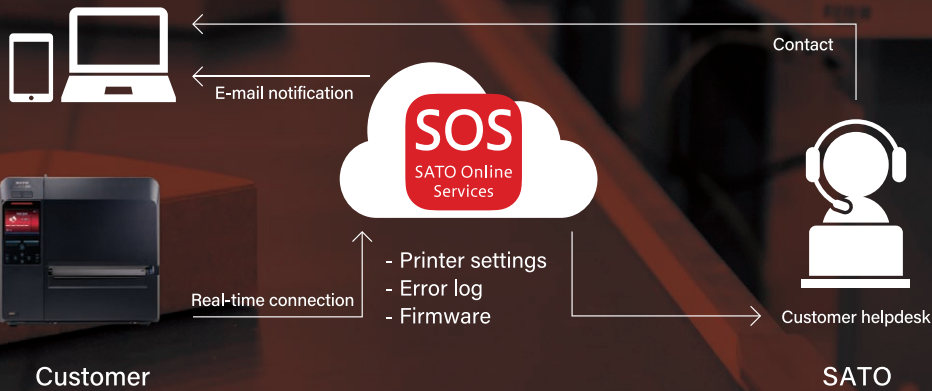 Contact
E-mail notification
SOS
SATO Online
Services
- Printer settings
- Error log
- Firmware
Real-time connection
Customer helpdesk
Customer
SATO